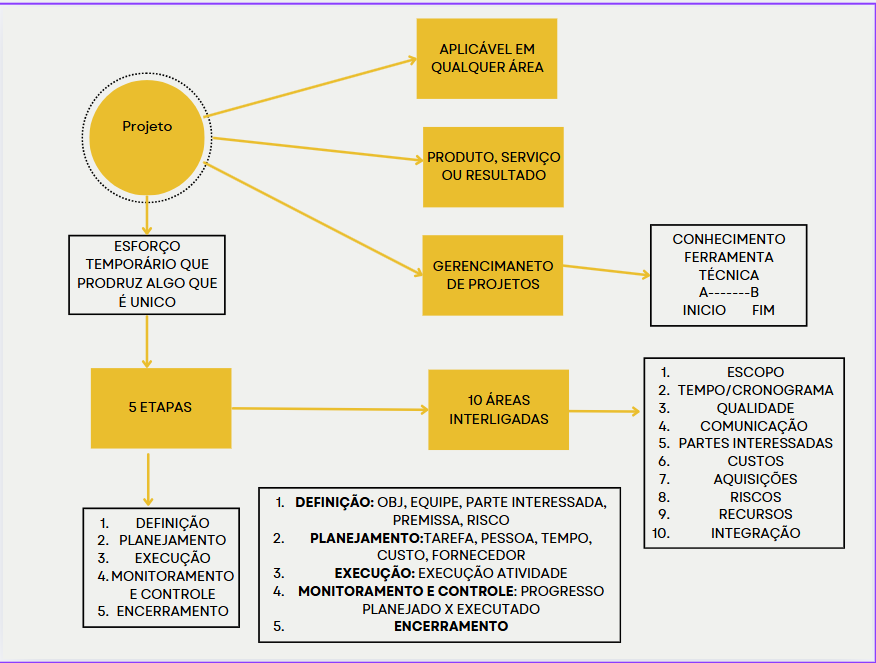 Projeto
APLICÁVEL EM
QUALQUER ÁREA
PRODUTO, SERVIÇO
OU RESULTADO
GERENCIMANETO
DE PROJETOS
CONHECIMENTO
FERRAMENTA
TÉCNICA
A-------B
INICIO FIM
ESFORÇO
TEMPORÁRIO QUE
PRODRUZ ALGO QUE
É UNICO
5 ETAPAS
10 ÁREAS
INTERLIGADAS
1. ESCOPO
2. TEMPO/CRONOGRAMA
3. QUALIDADE
4. COMUNICAÇÃO
5. PARTES INTERESSADAS
6. CUSTOS
7. AQUISIÇÕES
8. RISCOS
9. RECURSOS
10. INTEGRAÇÃO
1. DEFINIÇÃO
2. PLANEJAMENTO
3. EXECUÇÃO
4. MONITORAMENTO
E CONTROLE
5. ENCERRAMENTO
1. DEFINIÇÃO: OBJ, EQUIPE, PARTE INTERESSADA,
PREMISSA, RISCO
2. PLANEJAMENTO:TAREFA, PESSOA, TEMPO,
CUSTO, FORNECEDOR
3. EXECUÇÃO: EXECUÇÃO ATIVIDADE
4. MONITORAMENTO E CONTROLE: PROGRESSO
PLANEJADO X EXECUTADO
5. ENCERRAMENTO